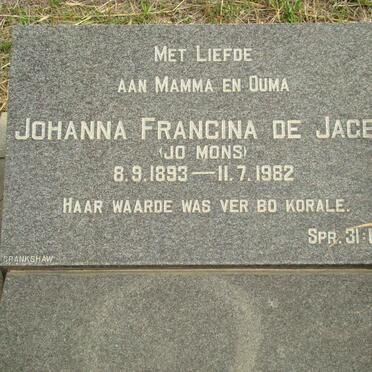 MET LIEFDE
AAN MAMMA EN OUMA
JOHANNA FRANCINA DE JAGE
(JO MONS)
8.9.1893 — 11.7.1982
HAAR WAARDE WAS VER BO KORALE.
SPR. 31:
CRANKSHAW